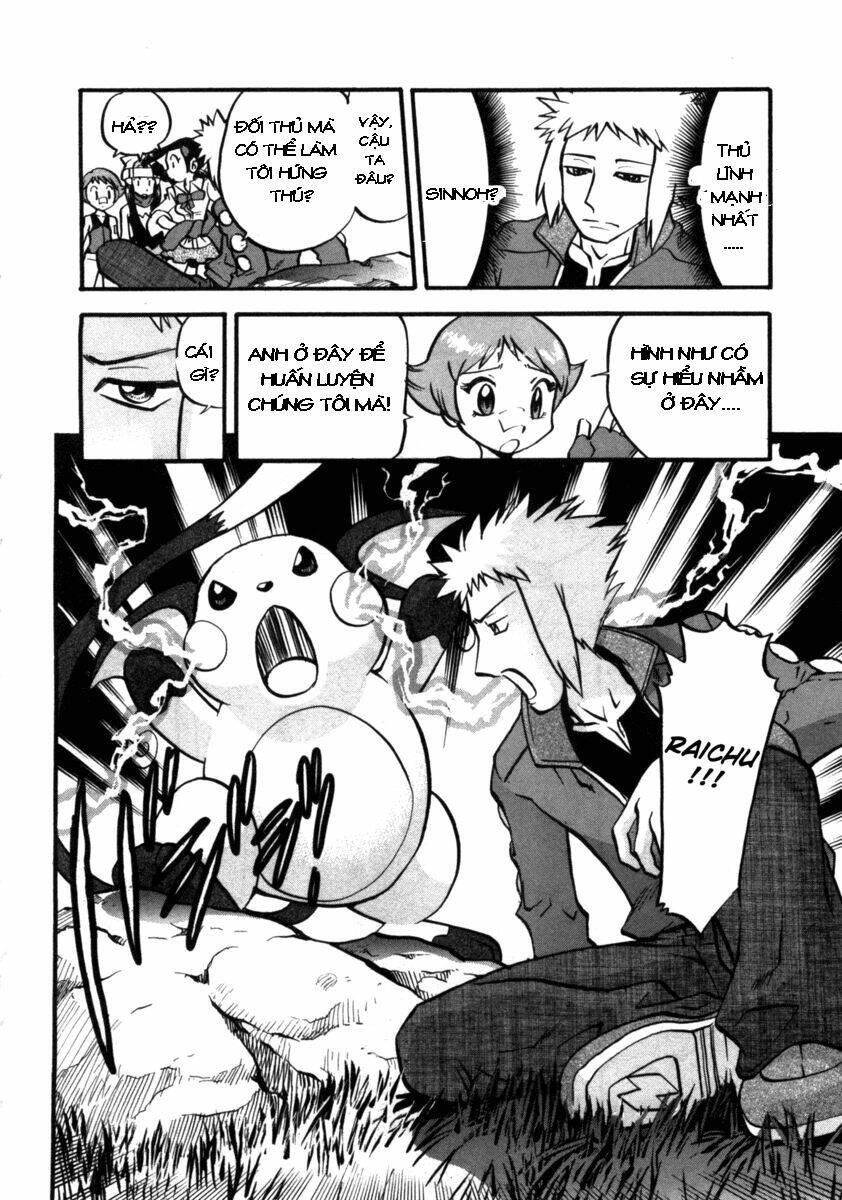 THỦ
LĨNH
MẠNH
NHẤT
.....
SINNOH?
VẬY,
CẬU
TA
ĐÂU?
ĐỐI THỦ MÀ
CÓ THỂ LÀM
TÔI HỨNG
THÚ?
HẢ??
HÌNH NHƯ CÓ
SỰ HIỂU NHẦM
Ở ĐÂY....
ANH Ở ĐÂY ĐỂ
HUẤN LUYỆN
CHÚNG TÔI MÀ!
CÁI
GÌ?
RAICHU
!!!